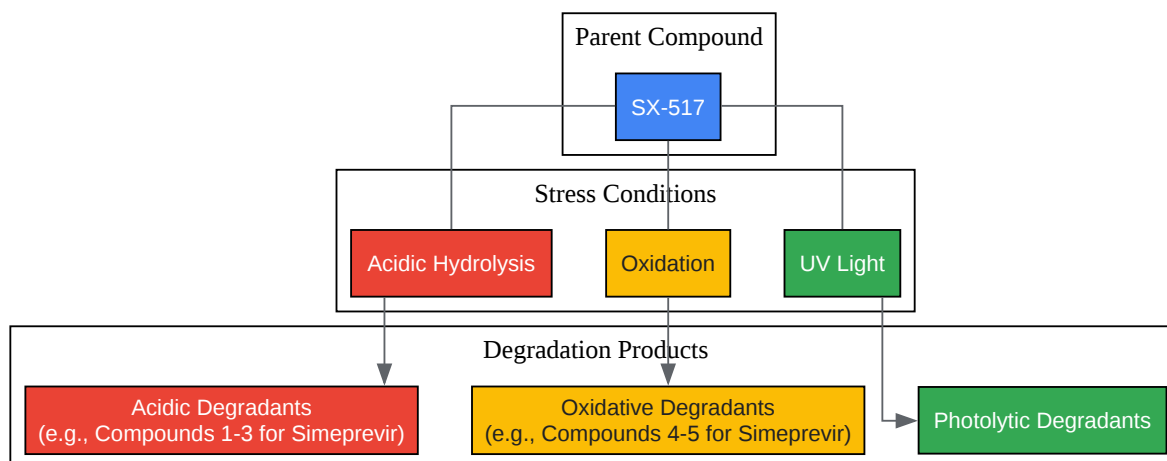 Parent Compound
SX-517
Stress Conditions
Acidic Hydrolysis
Oxidation
UV Light
Degradation Products
Acidic Degradants
(e.g., Compounds 1-3 for Simeprevir)
Oxidative Degradants
(e.g., Compounds 4-5 for Simeprevir)
Photolytic Degradants